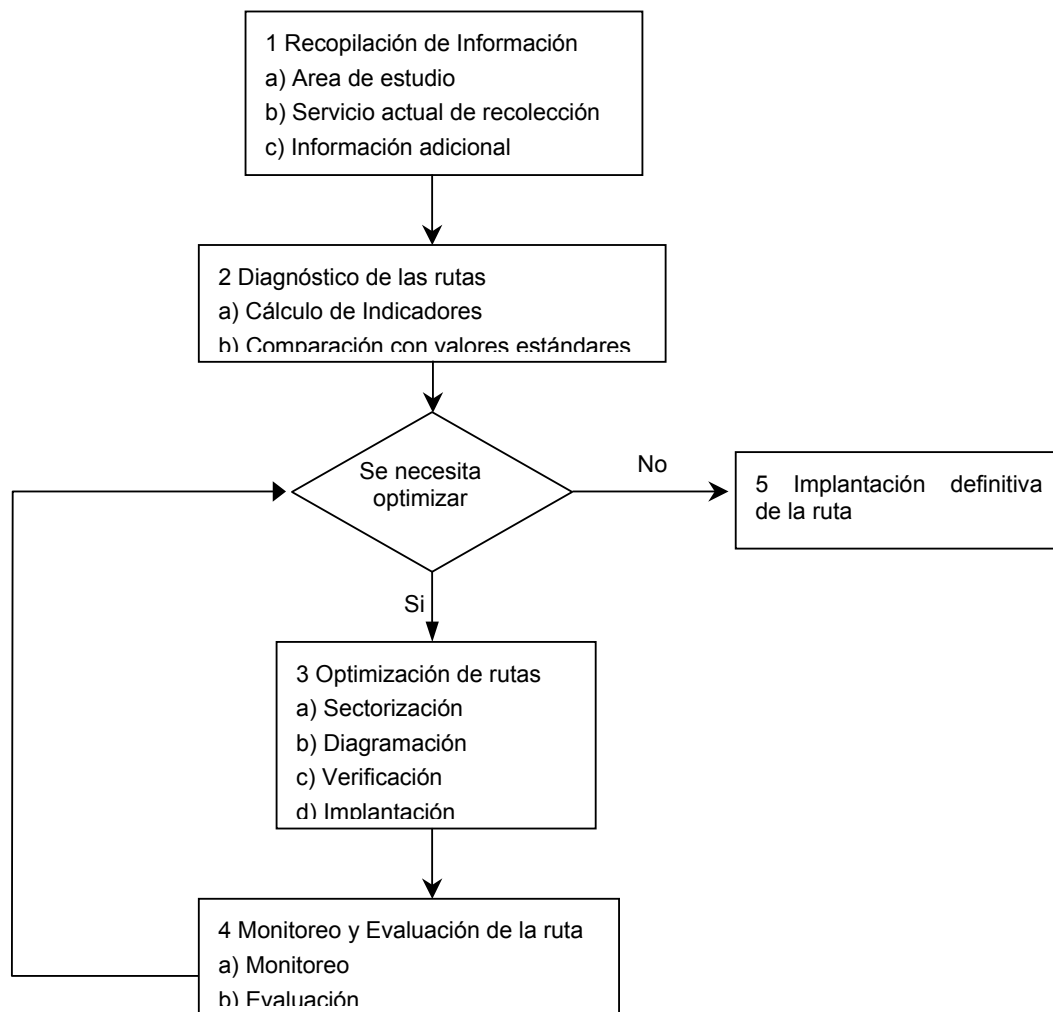 1 Recopilación de Información
a) Area de estudio
b) Servicio actual de recolección
c) Información adicional
2 Diagnóstico de las rutas
a) Cálculo de Indicadores
b) Comparación con valores estándares
Se necesita
optimizar
No
5 Implantación definitiva
de la ruta
Si
3 Optimización de rutas
a) Sectorización
b) Diagramación
c) Verificación
d) Implantación
4 Monitoreo y Evaluación de la ruta
a) Monitoreo
b) Evaluación